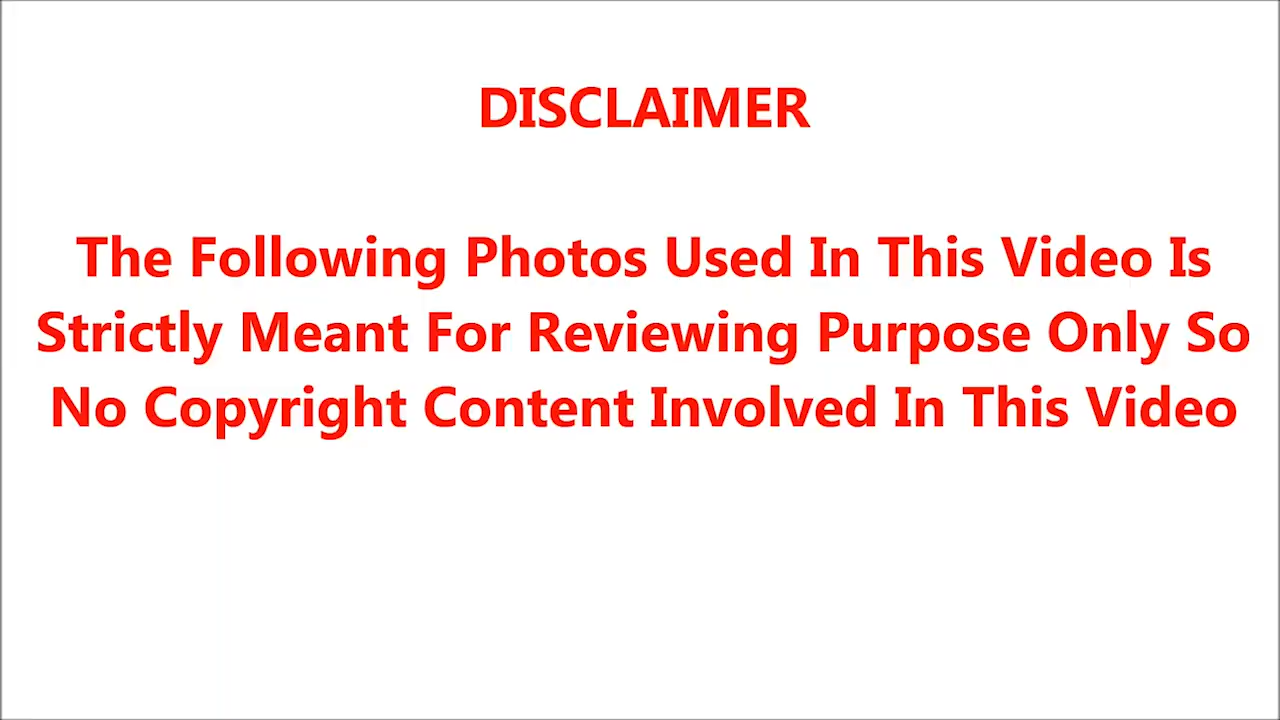 DISCLAIMER
The Following Photos Used In This Video Is
Strictly Meant For Reviewing Purpose Only So
No Copyright Content Involved In This Video